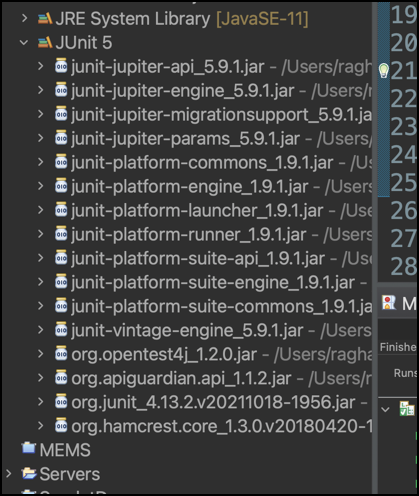 JRE System Library [JavaSE-11]
JUnit 5
junit-jupiter-api_5.9.1.jar - /Users/ragh
junit-jupiter-engine_5.9.1.jar - /Users/r
junit-jupiter-migrationsupport_5.9.1.ja
junit-jupiter-params_5.9.1.jar - /Users/
junit-platform-commons_1.9.1.jar - /Us
junit-platform-engine_1.9.1.jar - /Users
junit-platform-launcher_1.9.1.jar - /Use
junit-platform-runner_1.9.1.jar - /Users
junit-platform-suite-api_1.9.1.jar - /Us
junit-platform-suite-engine_1.9.1.jar -
junit-platform-suite-commons_1.9.1.ja
junit-vintage-engine_5.9.1.jar - /Users
org.opentest4j_1.2.0.jar - /Users/ragha
org.apiguardian.api_1.1.2.jar - /Users/r
org.junit_4.13.2.v20211018-1956.jar -
org.hamcrest.core_1.3.0.v20180420-1
MEMS
Servers
19
20
21
22
23
24
25
26
27
28
M
Finishe
Runs